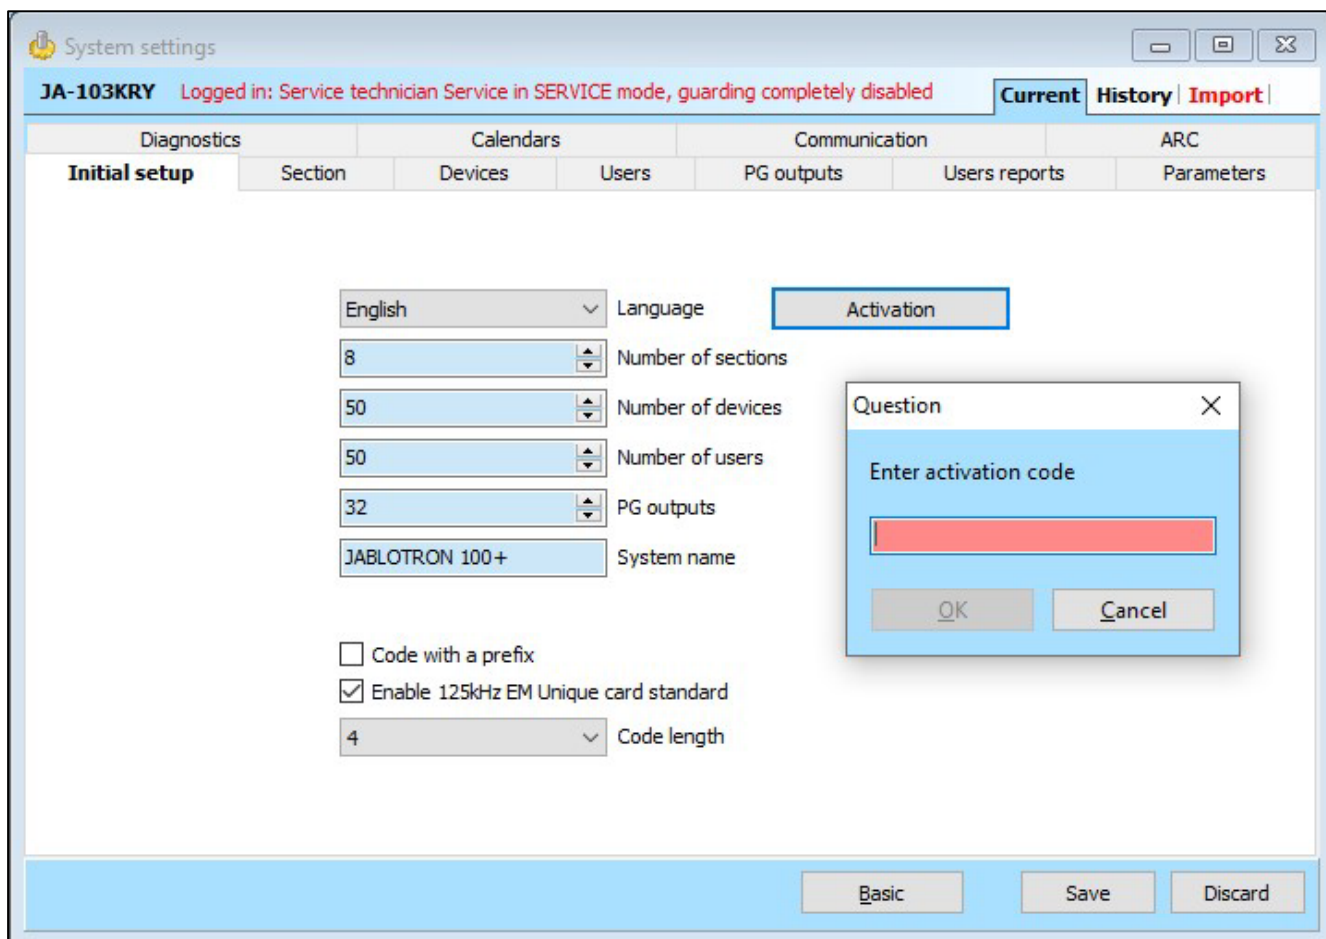 System settings
JA-103KRY Logged in: Service technician Service in SERVICE mode, guarding completely disabled Current History Import
Diagnostics Calendars Communication ARC
Initial setup Section Devices Users PG outputs Users reports Parameters
English Language Activation
8 Number of sections
50 Number of devices
50 Number of users
32 PG outputs
JABLOTRON 100+ System name
Question
Enter activation code
OK Cancel
Code with a prefix
Enable 125kHz EM Unique card standard
4 Code length
Basic Save Discard